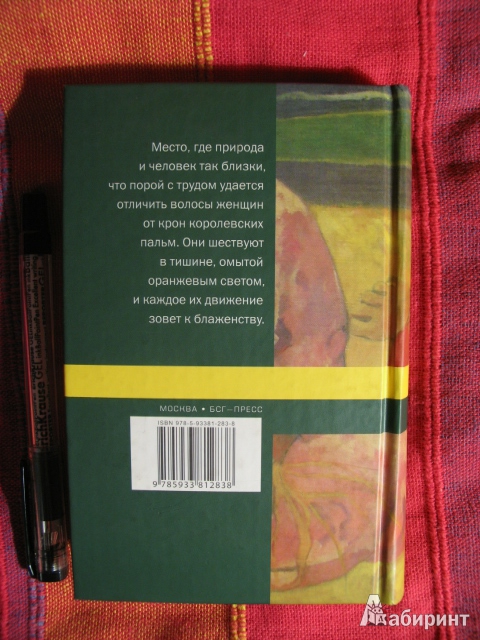 Место, где природа
и человек так близки,
что порой с трудом удается
отличить волосы женщин
от крон королевских
пальм. Они шествуют
в тишине, омытой
оранжевым светом,
и каждое их движение
зовет к блаженству.
МОСКВА • БСГ–ПРЕСС
ISBN 978-5-93381-283-8
9 785933 812838
Erich Krause
Лабиринт